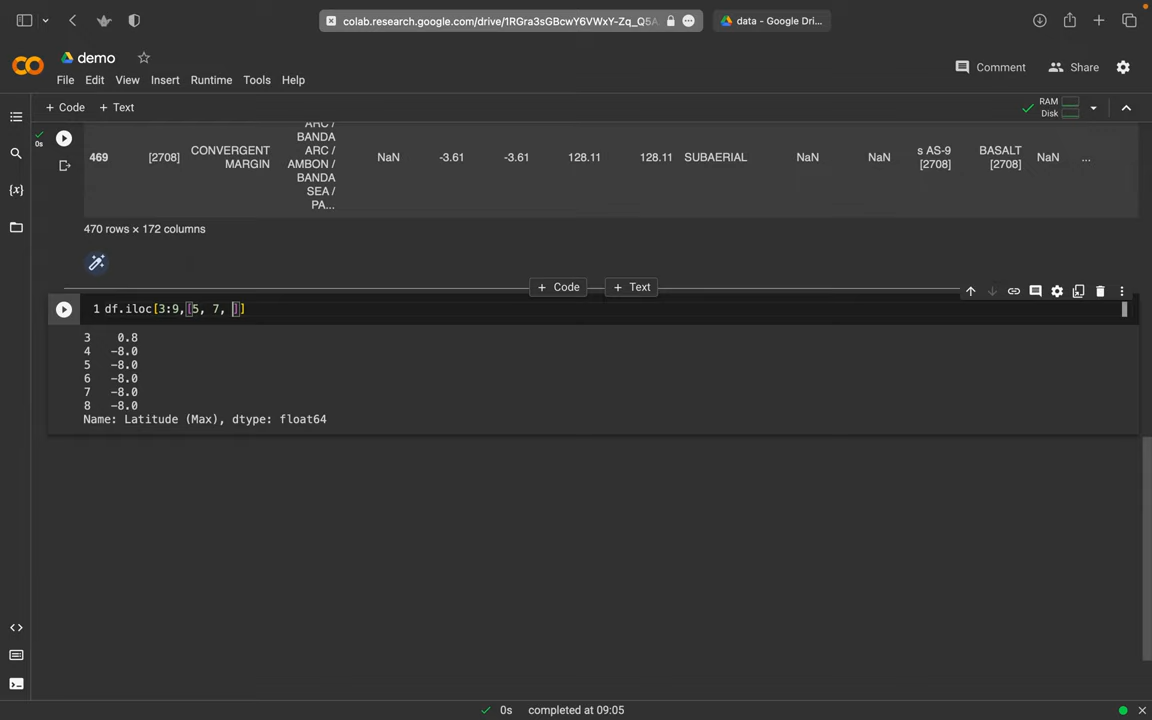 colab.research.google.com/drive/1RGra3sGBcwY6VWxY-Zq_Q5A
data - Google Dri...
demo
File Edit View Insert Runtime Tools Help
Comment
Share
+ Code + Text
RAM
Disk
0s
ARC /
BANDA
ARC /
AMBON /
BANDA
SEA /
PA...
469 [2708] CONVERGENT MARGIN NaN -3.61 -3.61 128.11 128.11 SUBAERIAL NaN NaN s AS-9 [2708] BASALT [2708] NaN ...
470 rows × 172 columns
+ Code + Text
1 df.iloc[3:9,[5, 7, ]]
3 0.8
4 -8.0
5 -8.0
6 -8.0
7 -8.0
8 -8.0
Name: Latitude (Max), dtype: float64
0s completed at 09:05